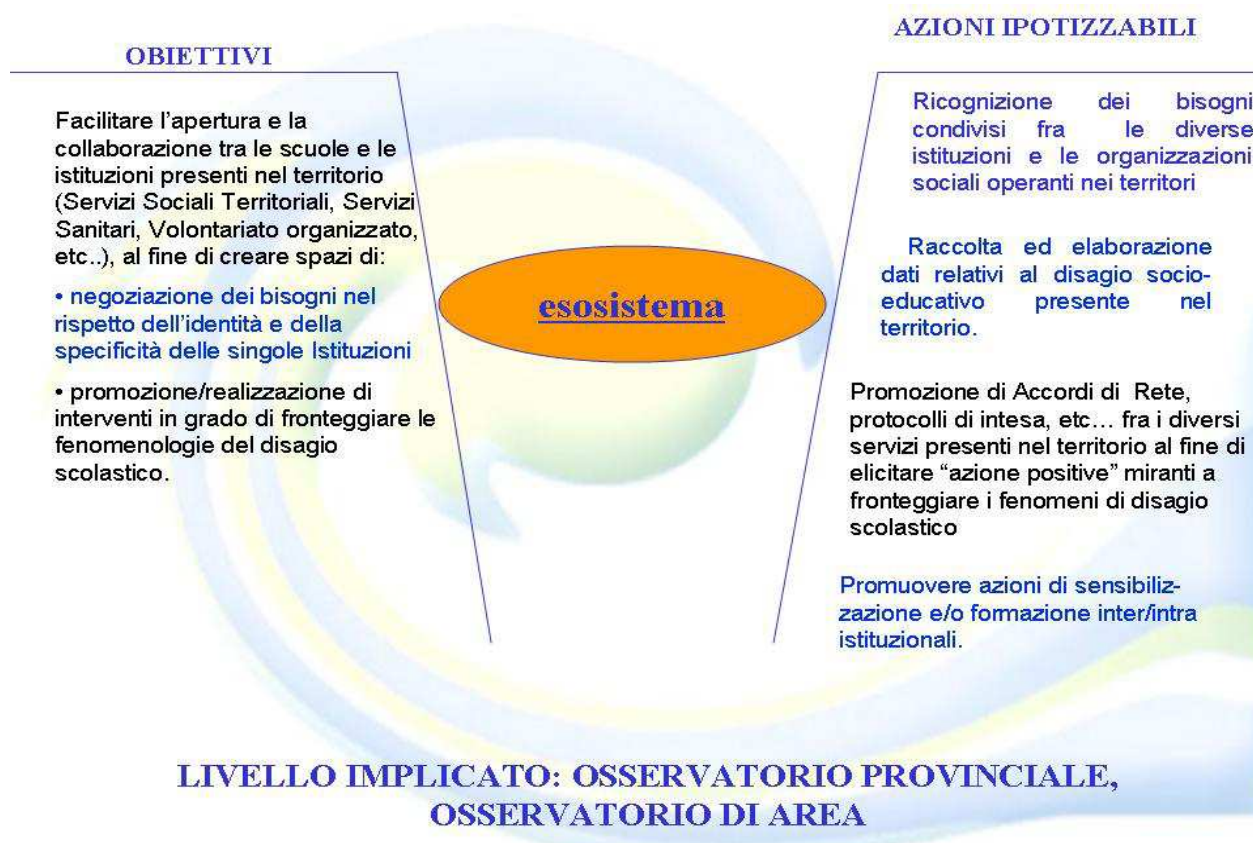 OBIETTIVI
Facilitare l'apertura e la
collaborazione tra le scuole e le
istituzioni presenti nel territorio
(Servizi Sociali Territoriali, Servizi
Sanitari, Volontariato organizzato,
etc..), al fine di creare spazi di:
• negoziazione dei bisogni nel
rispetto dell'identità e della
specificità delle singole Istituzioni
• promozione/realizzazione di
interventi in grado di fronteggiare le
fenomenologie del disagio
scolastico.
esosistema
AZIONI IPOTIZZABILI
Ricognizione dei bisogni
condivisi fra le diverse
istituzioni e le organizzazioni
sociali operanti nei territori
Raccolta ed elaborazione
dati relativi al disagio socio-
educativo presente nel
territorio.
Promozione di Accordi di Rete,
protocolli di intesa, etc... fra i diversi
servizi presenti nel territorio al fine di
elicitare “azione positive” miranti a
fronteggiare i fenomeni di disagio
scolastico
Promuovere azioni di sensibiliz-
zazione e/o formazione inter/intra
istituzionali.
LIVELLO IMPLICATO: OSSERVATORIO PROVINCIALE,
OSSERVATORIO DI AREA